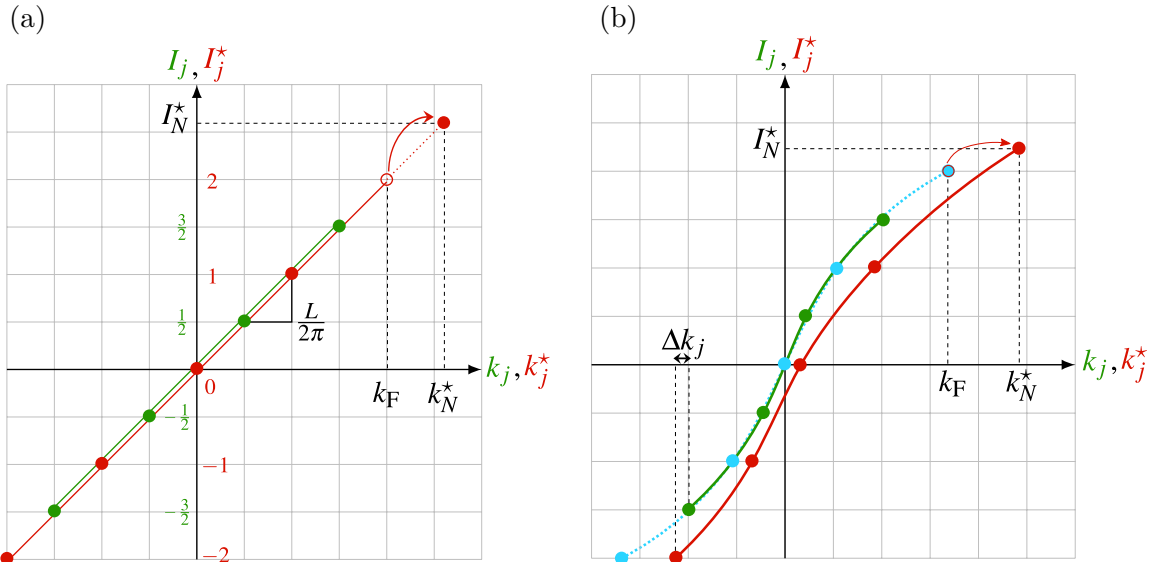 (a)
(b)
I_j, I_j^⋆
I_N^⋆
2
3/2
1
1/2
L/2π
k_j, k_j^⋆
0
k_F
k_N^⋆
-1/2
-1
-3/2
-2
I_j, I_j^⋆
I_N^⋆
Δk_j
k_j, k_j^⋆
k_F
k_N^⋆